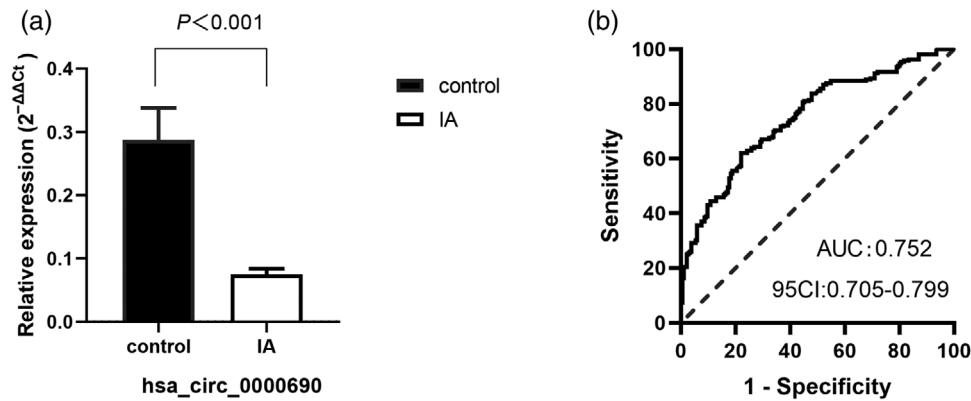 (a)
P<0.001
Relative expression (2⁻ΔΔCt)
0.4
0.3
0.2
0.1
0.0
control
IA
hsa_circ_0000690
control
IA
(b)
Sensitivity
100
80
60
40
20
0
AUC:0.752
95CI:0.705-0.799
0
20
40
60
80
100
1 - Specificity